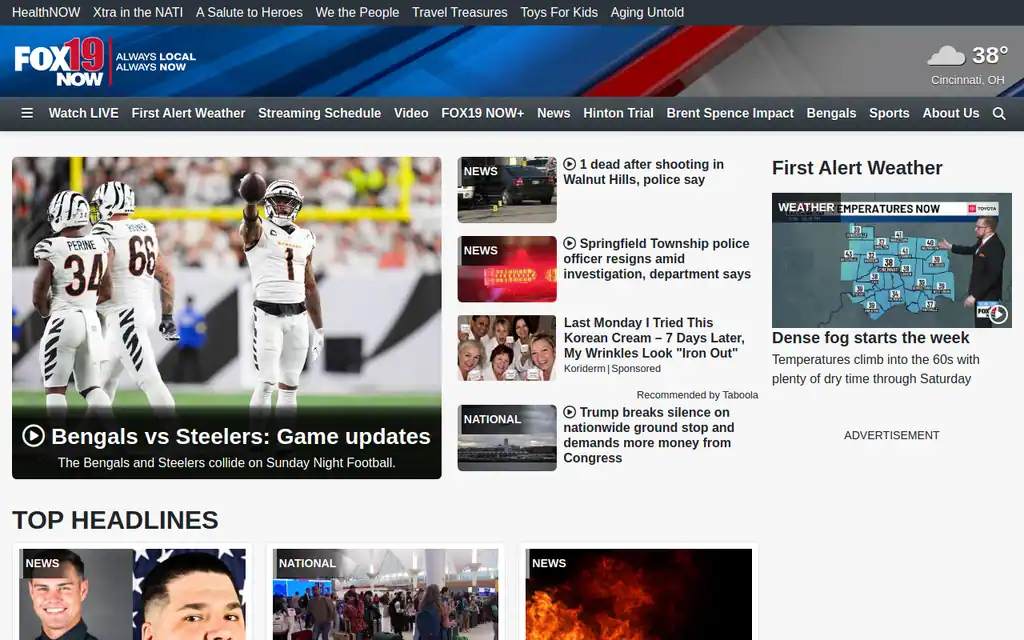 HealthNOW Xtra in the NATI A Salute to Heroes We the People Travel Treasures Toys For Kids Aging Untold
FOX19 NOW
ALWAYS LOCAL
ALWAYS NOW
38°
Cincinnati, OH
Watch LIVE First Alert Weather Streaming Schedule Video FOX19 NOW+ News Hinton Trial Brent Spence Impact Bengals Sports About Us
34
PERINE
66
1
Bengals vs Steelers: Game updates
The Bengals and Steelers collide on Sunday Night Football.
NEWS
1 dead after shooting in
Walnut Hills, police say
NEWS
Springfield Township police
officer resigns amid
investigation, department says
Last Monday I Tried This
Korean Cream – 7 Days Later,
My Wrinkles Look "Iron Out"
Koriderm | Sponsored
Recommended by Taboola
NATIONAL
Trump breaks silence on
nationwide ground stop and
demands more money from
Congress
First Alert Weather
WEATHER
TEMPERATURES NOW
TOYOTA
38
Dense fog starts the week
Temperatures climb into the 60s with
plenty of dry time through Saturday
ADVERTISEMENT
TOP HEADLINES
NEWS
NATIONAL
NEWS